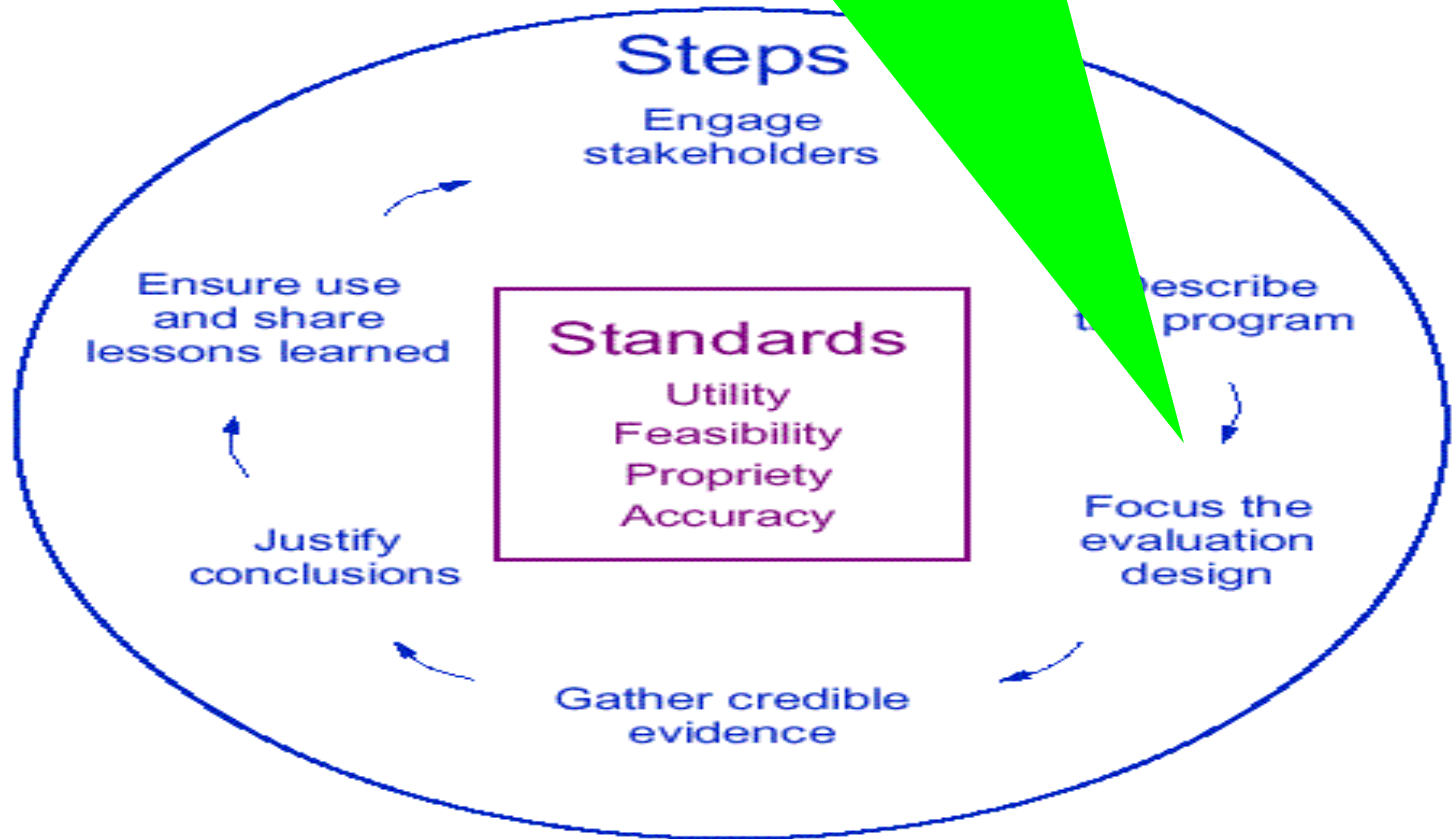 Steps
Engage
stakeholders
Ensure use
and share
lessons learned
program
Standards
Utility
Feasibility
Propriety
Accuracy
Focus the
evaluation
design
Justify
conclusions
Gather credible
evidence